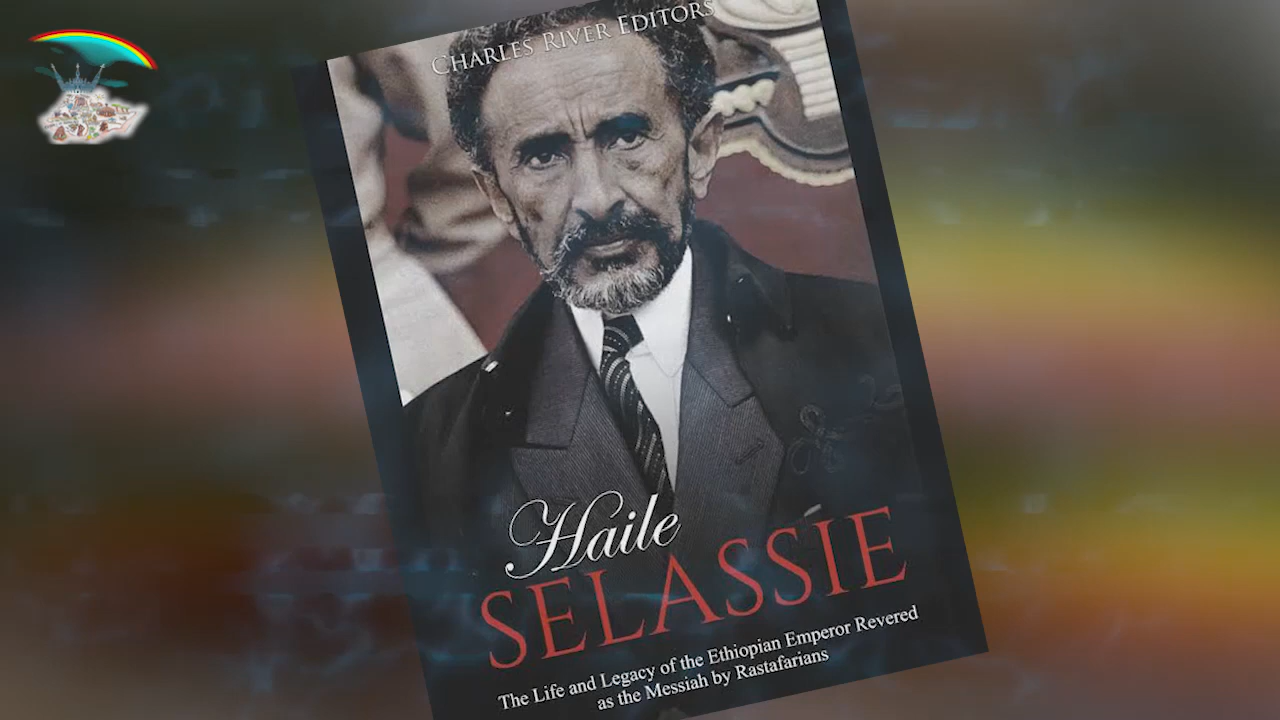 CHARLES RIVER EDITORS
Haile
SELASSIE
The Life and Legacy of the Ethiopian Emperor Revered
as the Messiah by Rastafarians